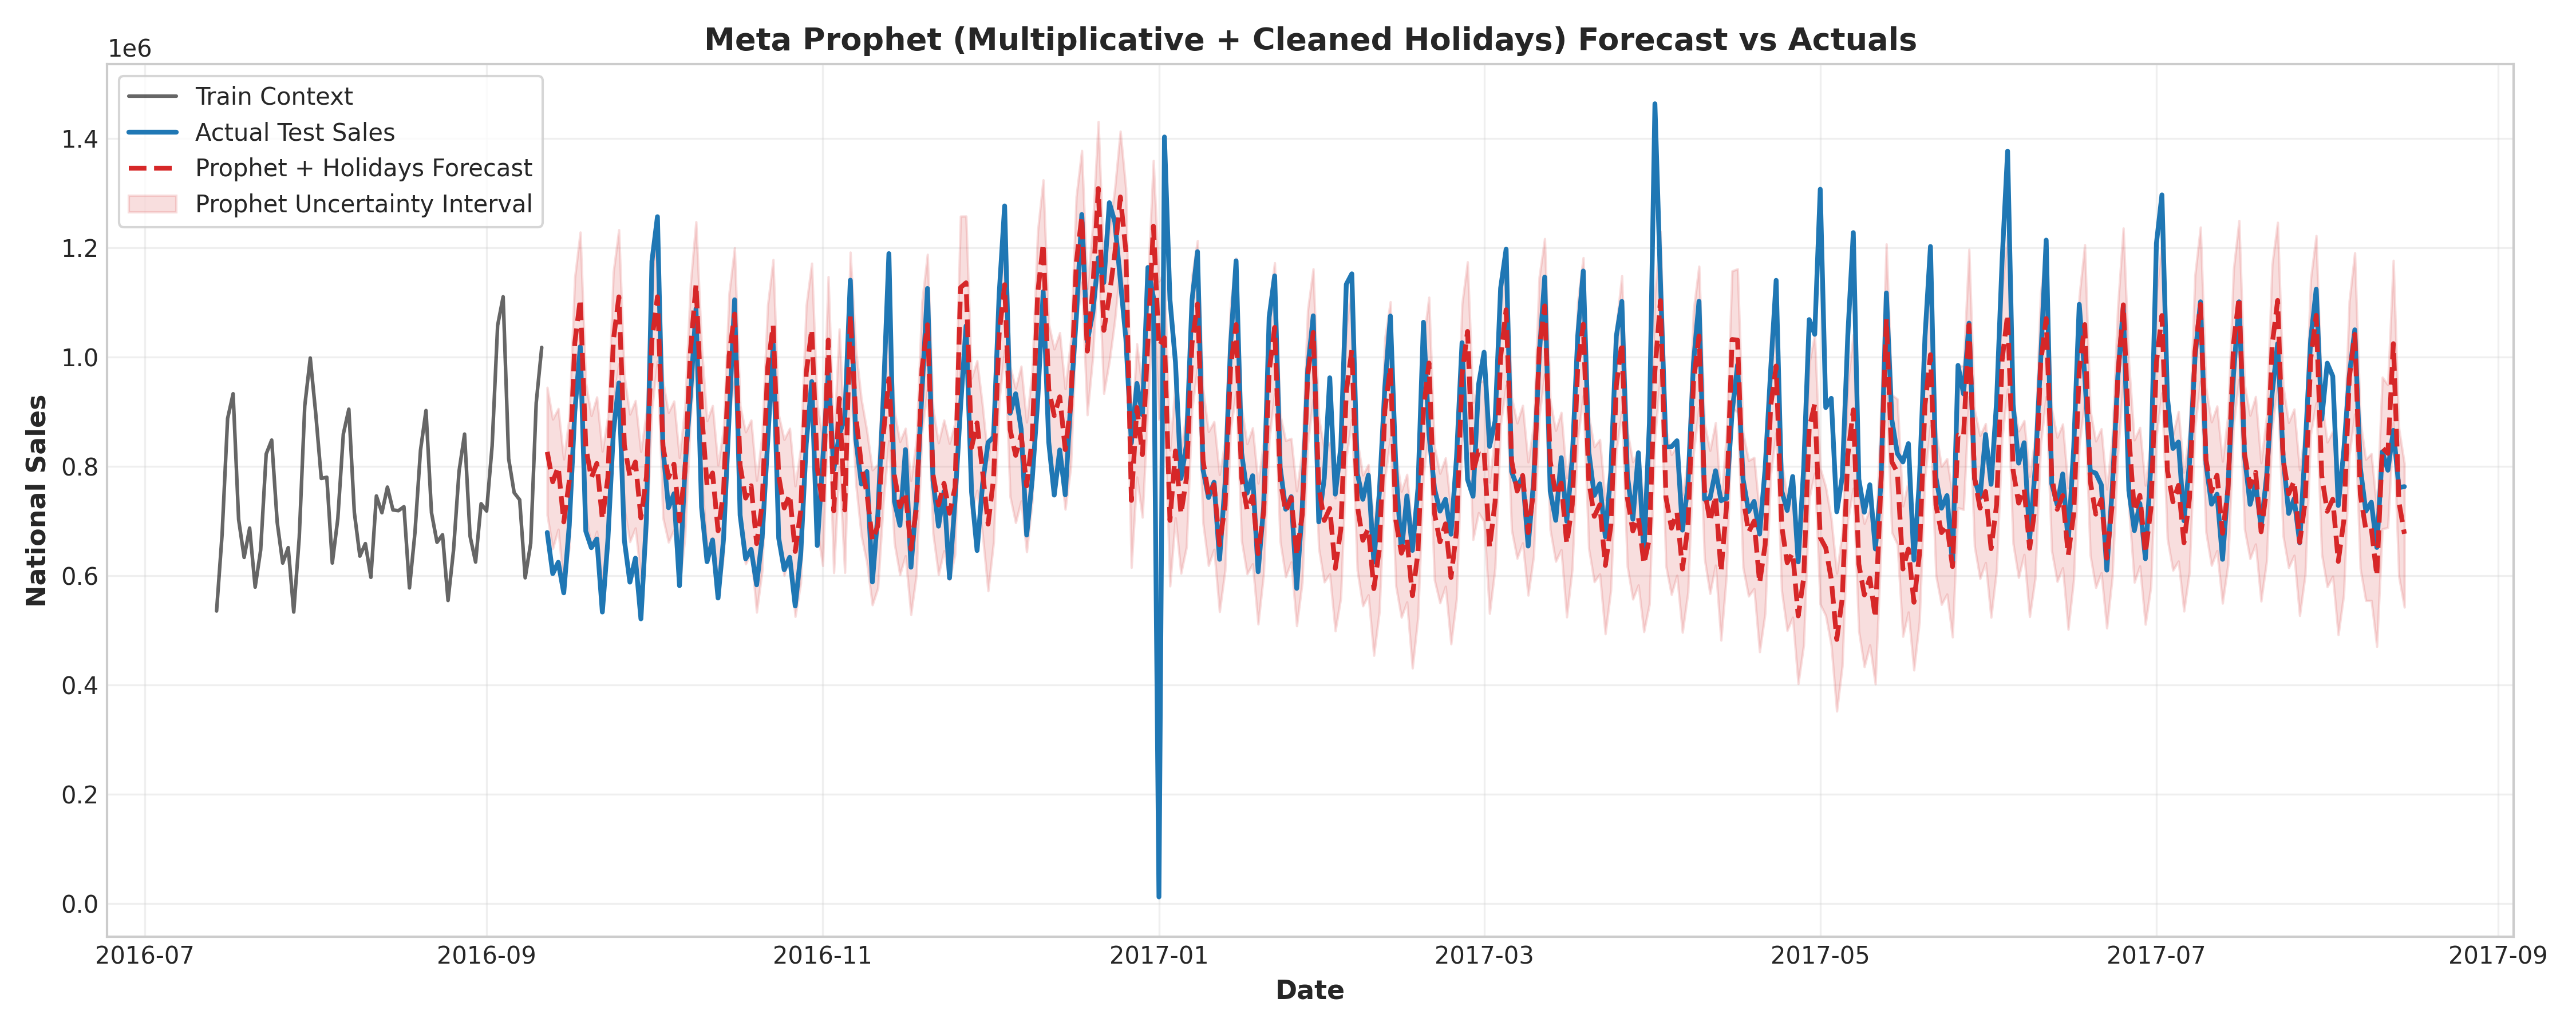 Meta Prophet (Multiplicative + Cleaned Holidays) Forecast vs Actuals
1e6
Train Context
Actual Test Sales
Prophet + Holidays Forecast
Prophet Uncertainty Interval
1.4
1.2
1.0
0.8
0.6
0.4
0.2
0.0
National Sales
2016-07 2016-09 2016-11 2017-01 2017-03 2017-05 2017-07 2017-09
Date